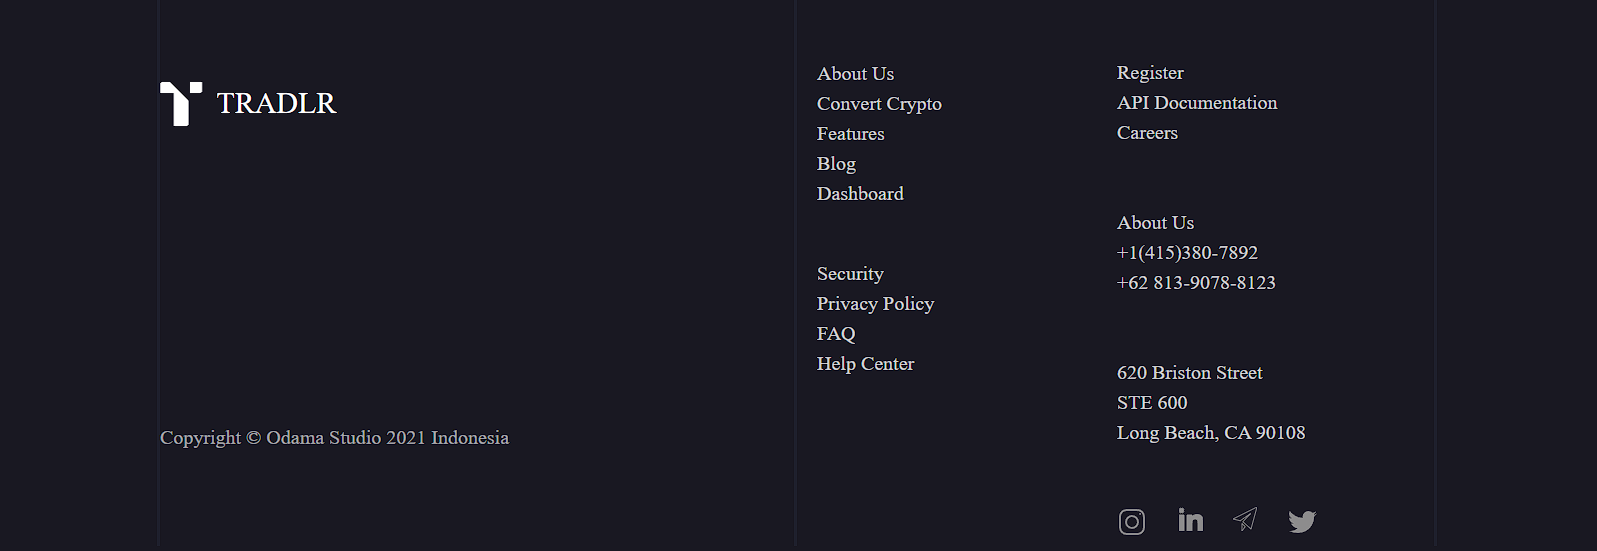 TRADLR
Copyright © Odama Studio 2021 Indonesia
About Us
Convert Crypto
Features
Blog
Dashboard
Security
Privacy Policy
FAQ
Help Center
Register
API Documentation
Careers
About Us
+1(415)380-7892
+62 813-9078-8123
620 Briston Street
STE 600
Long Beach, CA 90108
in